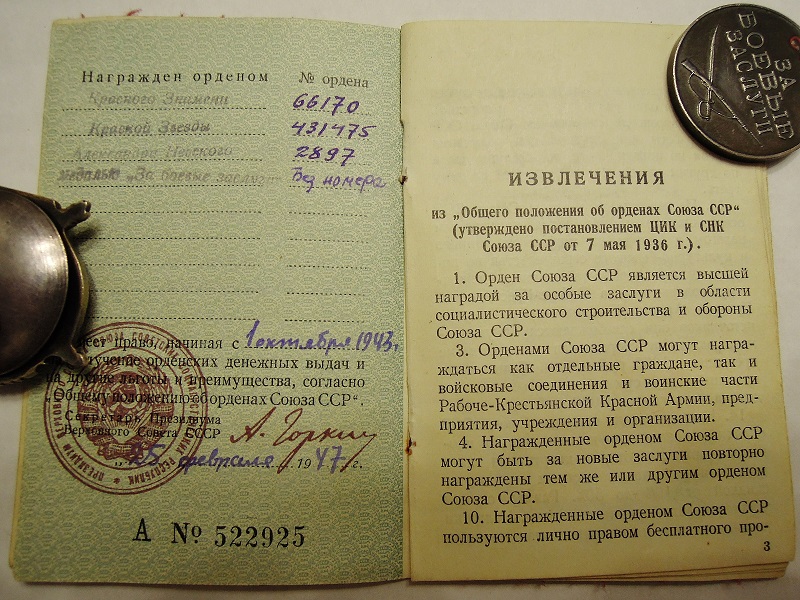 Награжден орденом № ордена
Красного Знамени 66170
Красной Звезды 431475
Александра Невского 2897
медалью „За боевые заслуги" Без номера
право, начиная с 1 октября 1943 г.
орденских денежных выдач и
на другие льготы и преимущества, согласно
„Общему положению об орденах Союза ССР".
Секретарь Президиума
Верховного Совета СССР А. Горкин
„25" февраля 1947 г.
А № 522925
ЗА
БОЕВЫЕ
ЗАСЛУГИ
ИЗВЛЕЧЕНИЯ
из „Общего положения об орденах Союза ССР"
(утверждено постановлением ЦИК и СНК
Союза ССР от 7 мая 1936 г.).
1. Орден Союза ССР является высшей
наградой за особые заслуги в области
социалистического строительства и обороны
Союза ССР.
3. Орденами Союза ССР могут награ-
ждаться как отдельные граждане, так и
войсковые соединения и воинские части
Рабоче-Крестьянской Красной Армии, пред-
приятия, учреждения и организации.
4. Награжденные орденом Союза ССР
могут быть за новые заслуги повторно
награждены тем же или другим орденом
Союза ССР.
10. Награжденные орденом Союза ССР
пользуются лично правом бесплатного про-
3